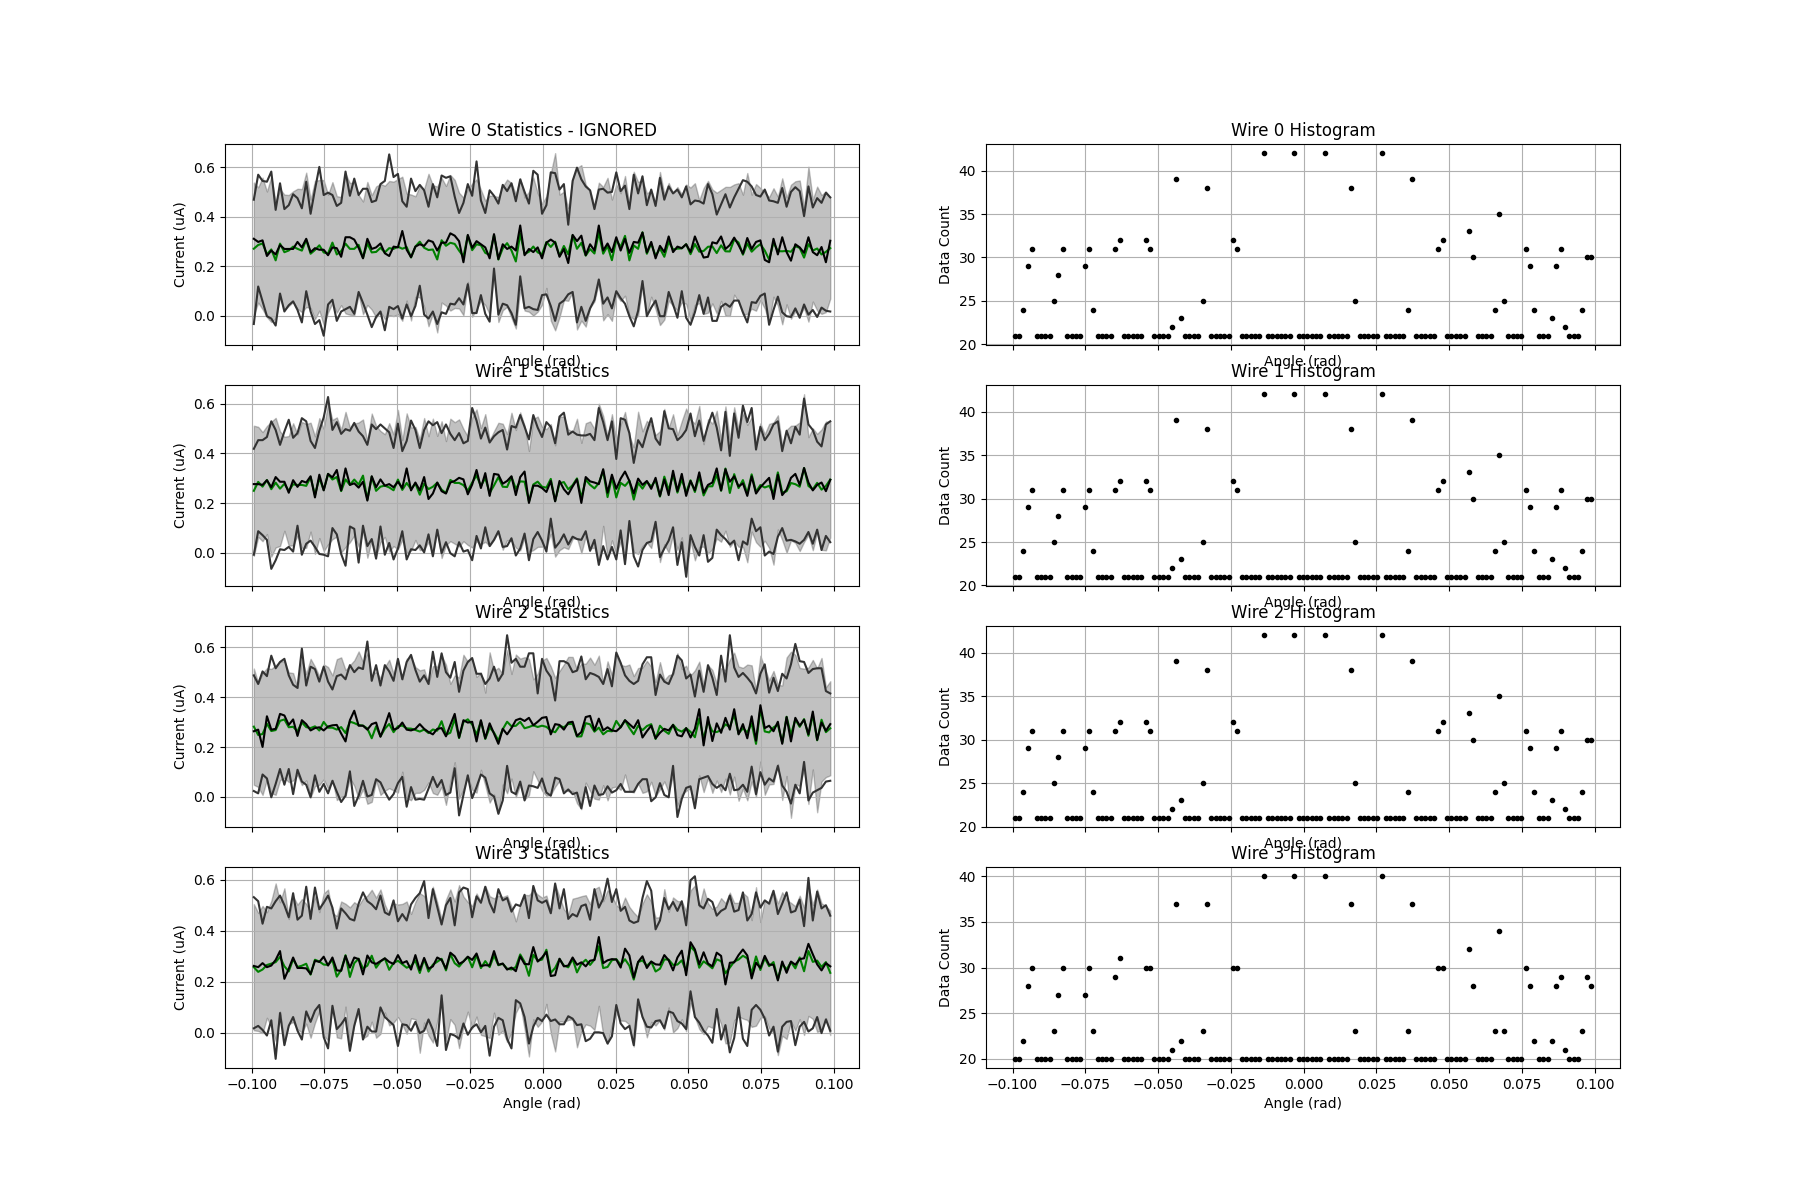 Wire 0 Statistics - IGNORED
Current (uA)
0.6
0.4
0.2
0.0
Angle (rad)
Wire 0 Histogram
Data Count
40
35
30
25
20
Angle (rad)
Wire 1 Statistics
Current (uA)
0.6
0.4
0.2
0.0
Angle (rad)
Wire 1 Histogram
Data Count
40
35
30
25
20
Angle (rad)
Wire 2 Statistics
Current (uA)
0.6
0.4
0.2
0.0
Angle (rad)
Wire 2 Histogram
Data Count
40
35
30
25
20
Angle (rad)
Wire 3 Statistics
Current (uA)
0.6
0.4
0.2
0.0
−0.100 −0.075 −0.050 −0.025 0.000 0.025 0.050 0.075 0.100
Angle (rad)
Wire 3 Histogram
Data Count
40
35
30
25
20
−0.100 −0.075 −0.050 −0.025 0.000 0.025 0.050 0.075 0.100
Angle (rad)